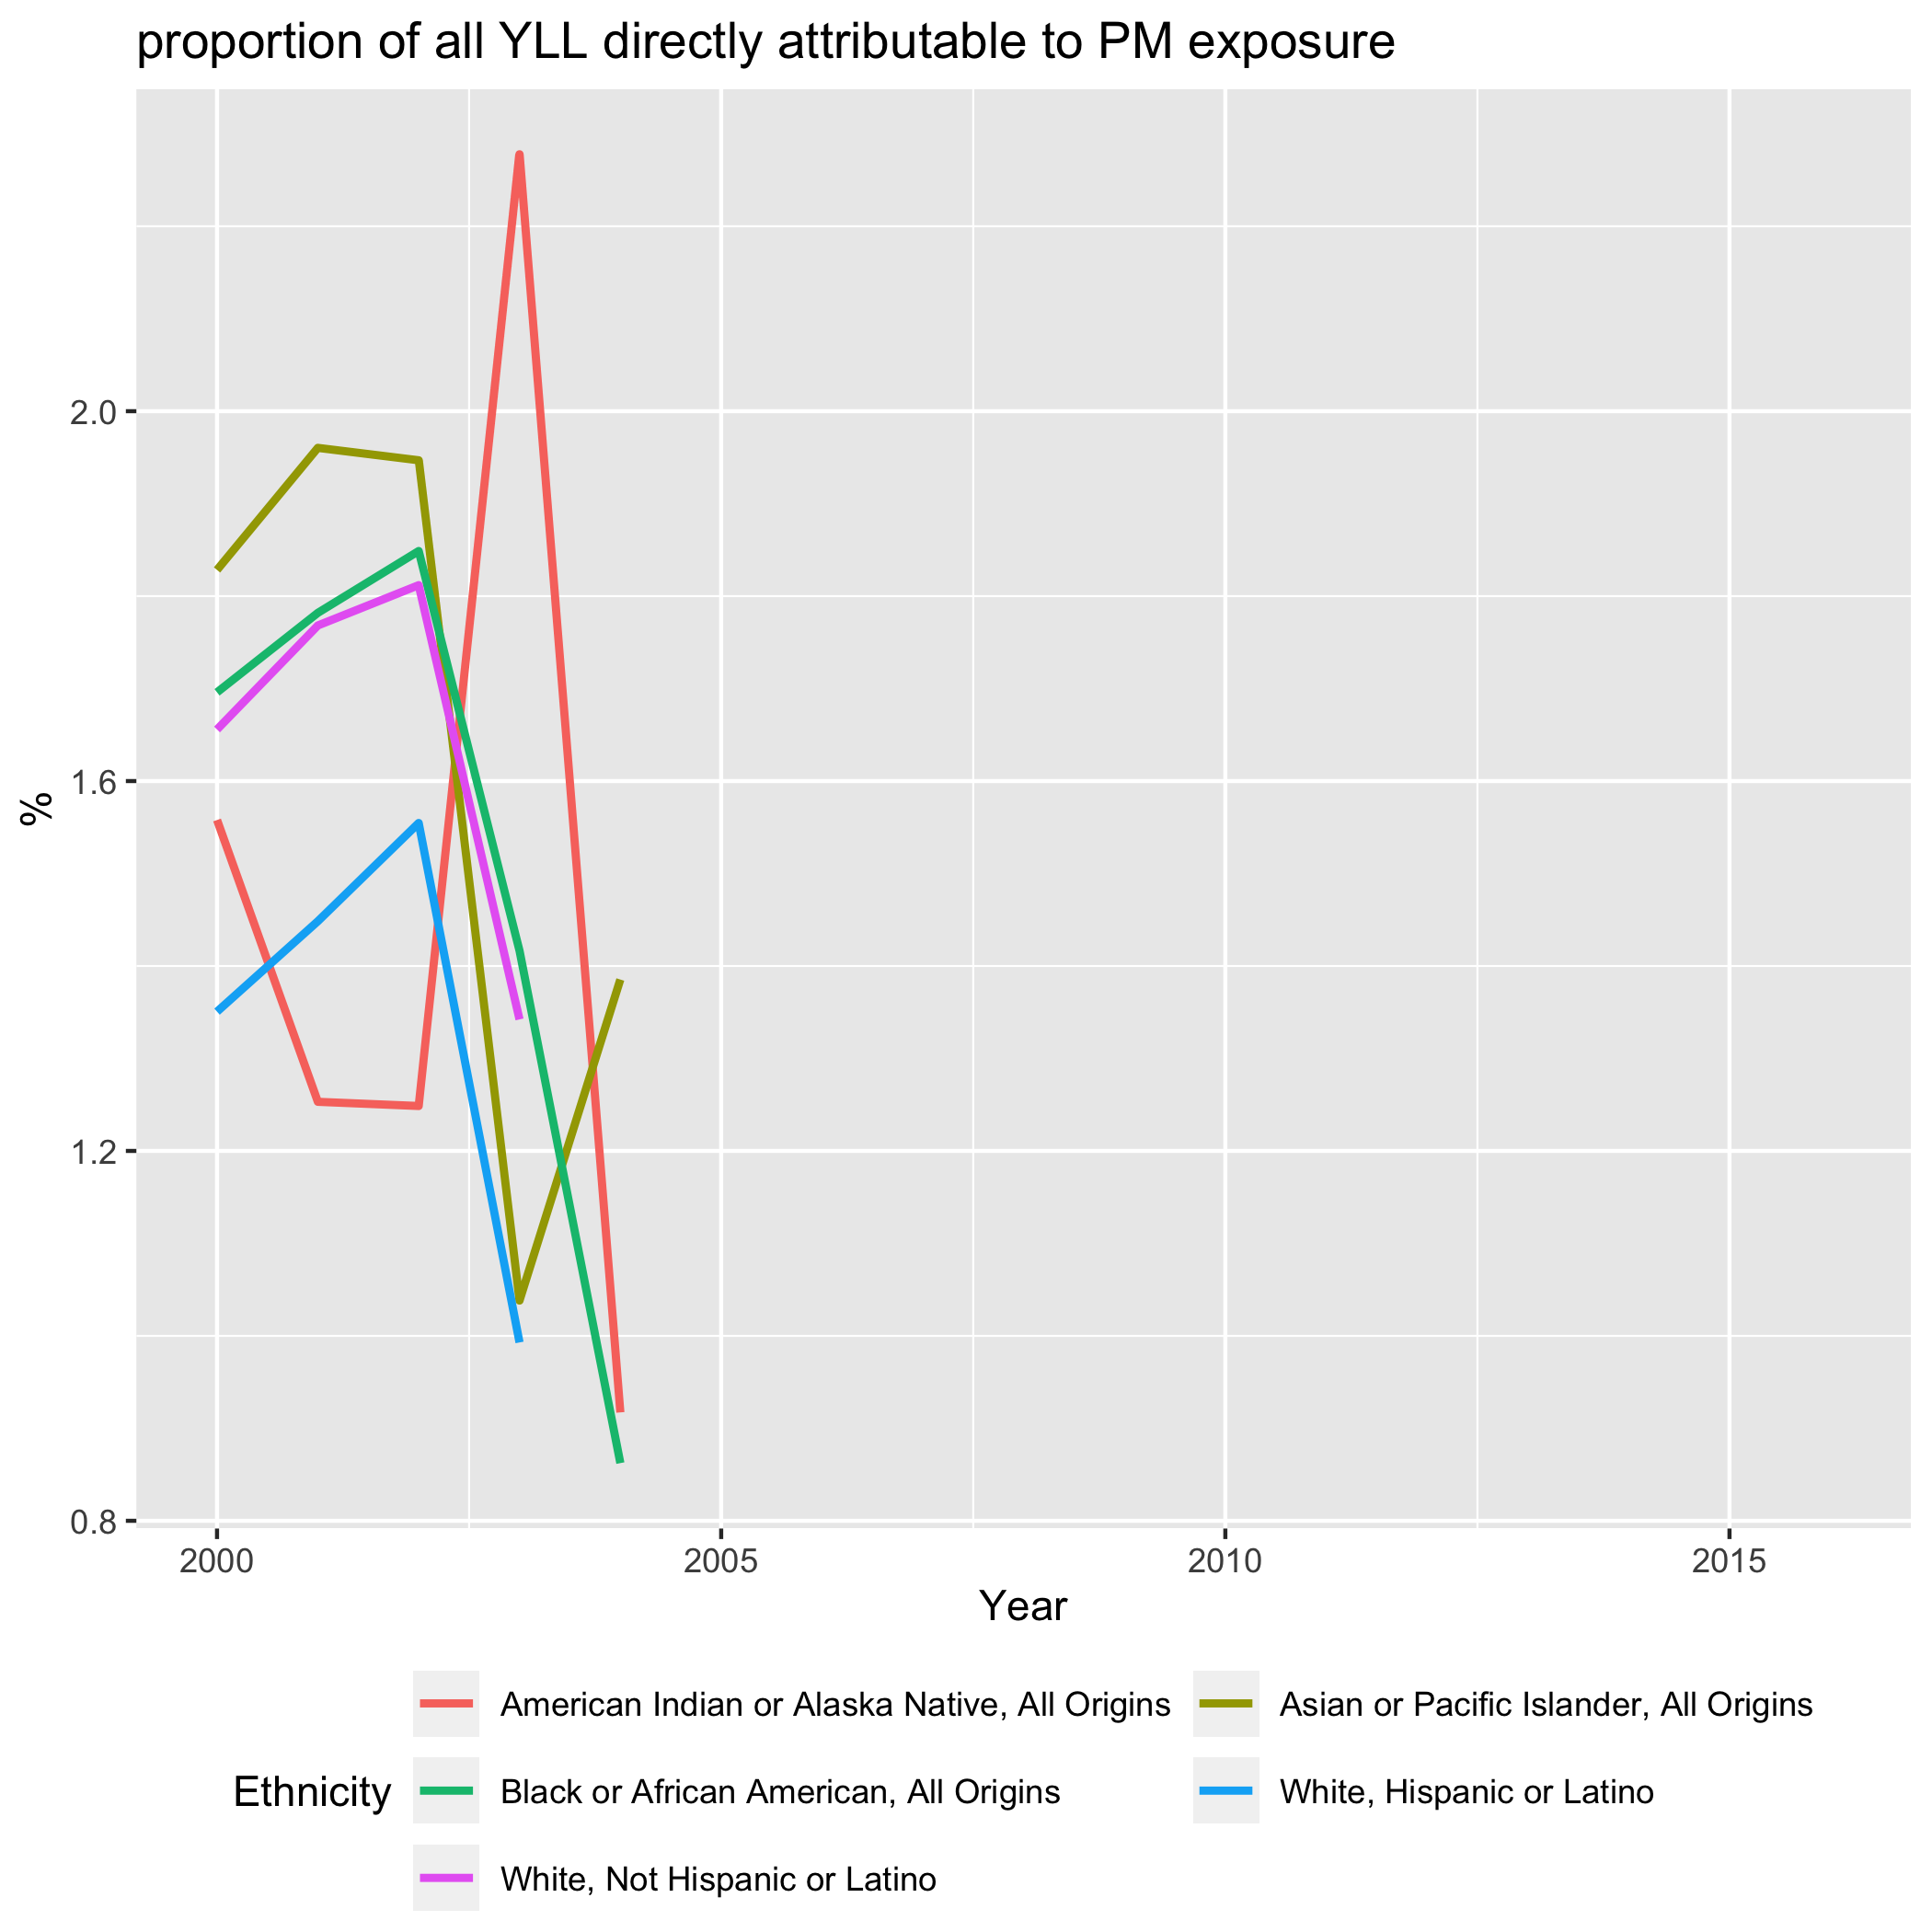 proportion of all YLL directly attributable to PM exposure
%
2.0
1.6
1.2
0.8
2000 2005 2010 2015
Year
Ethnicity
American Indian or Alaska Native, All Origins
Asian or Pacific Islander, All Origins
Black or African American, All Origins
White, Hispanic or Latino
White, Not Hispanic or Latino